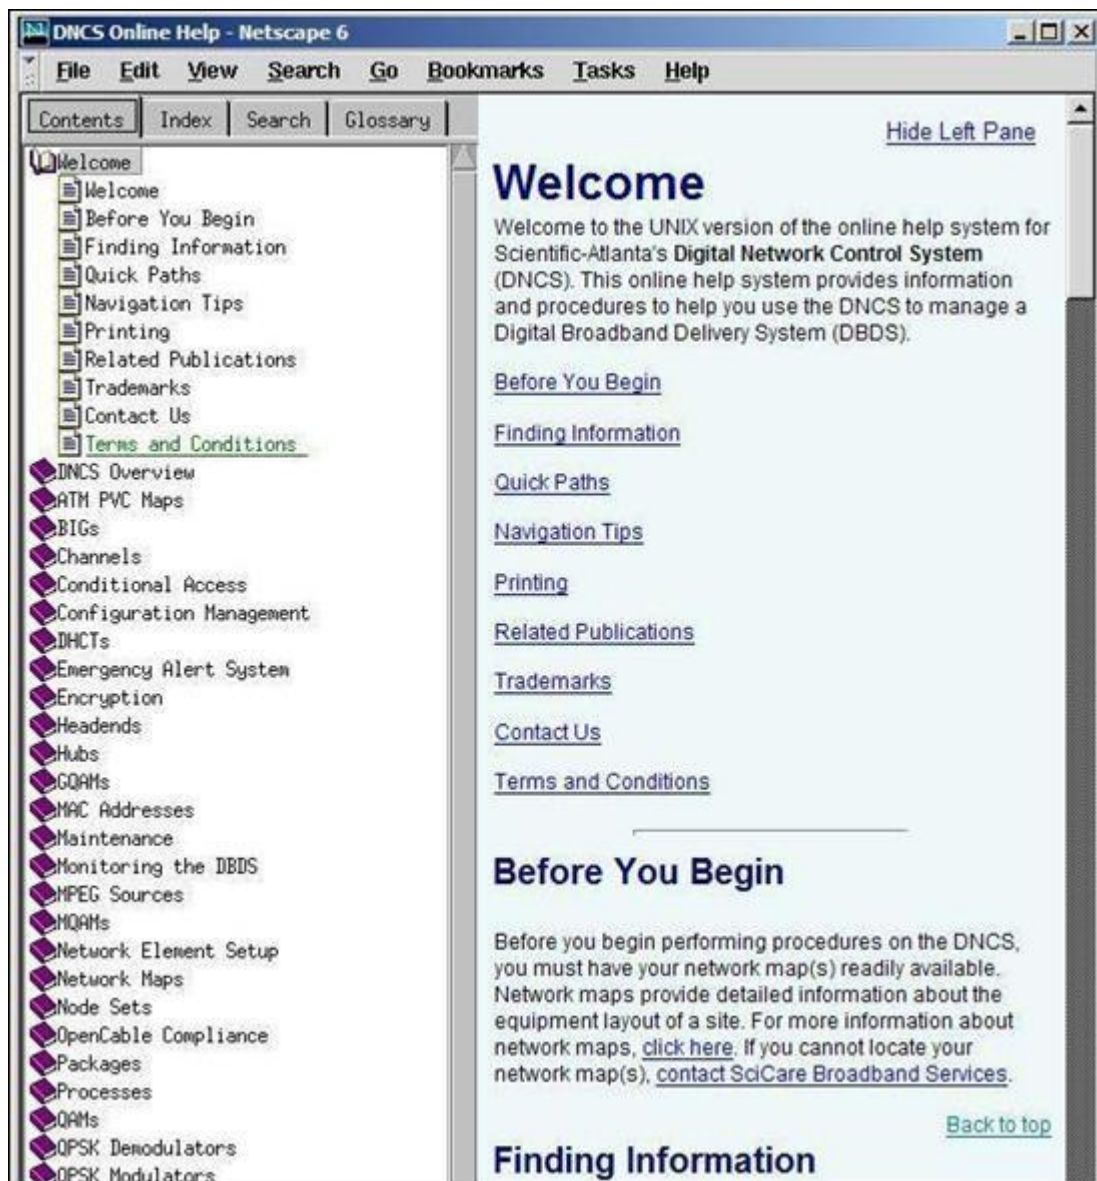 DNCS Online Help - Netscape 6
File Edit View Search Go Bookmarks Tasks Help
Contents Index Search Glossary
Welcome
Welcome
Before You Begin
Finding Information
Quick Paths
Navigation Tips
Printing
Related Publications
Trademarks
Contact Us
Terms and Conditions
DNCS Overview
ATM PVC Maps
BIGs
Channels
Conditional Access
Configuration Management
DHCTs
Emergency Alert System
Encryption
Headends
Hubs
GQAMs
MAC Addresses
Maintenance
Monitoring the DBDS
MPEG Sources
MQAMs
Network Element Setup
Network Maps
Node Sets
OpenCable Compliance
Packages
Processes
QAMs
QPSK Demodulators
QPSK Modulators
Hide Left Pane
Welcome
Welcome to the UNIX version of the online help system for
Scientific-Atlanta's Digital Network Control System
(DNCS). This online help system provides information
and procedures to help you use the DNCS to manage a
Digital Broadband Delivery System (DBDS).
Before You Begin
Finding Information
Quick Paths
Navigation Tips
Printing
Related Publications
Trademarks
Contact Us
Terms and Conditions
Before You Begin
Before you begin performing procedures on the DNCS,
you must have your network map(s) readily available.
Network maps provide detailed information about the
equipment layout of a site. For more information about
network maps, click here. If you cannot locate your
network map(s), contact SciCare Broadband Services.
Back to top
Finding Information